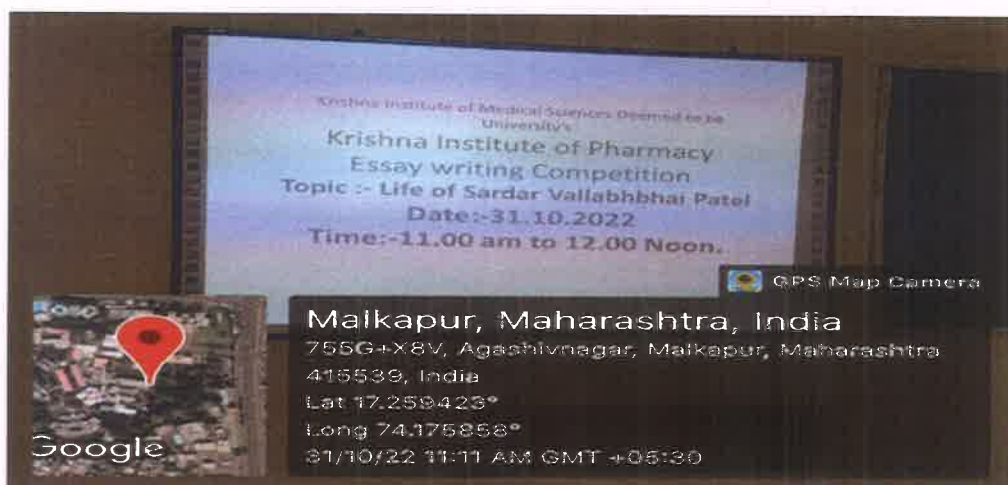 Krishna Institute of Medical Sciences Deemed to be
University's
Krishna Institute of Pharmacy
Essay writing Competition
Topic :- Life of Sardar Vallabhbhai Patel
Date:-31.10.2022
Time:-11.00 am to 12.00 Noon.
GPS Map Camera
Malkapur, Maharashtra, India
755G+X8V, Agashivnagar, Malkapur, Maharashtra
415539, India
Lat 17.259423°
Long 74.175858°
31/10/22 11:11 AM GMT +05:30
Google